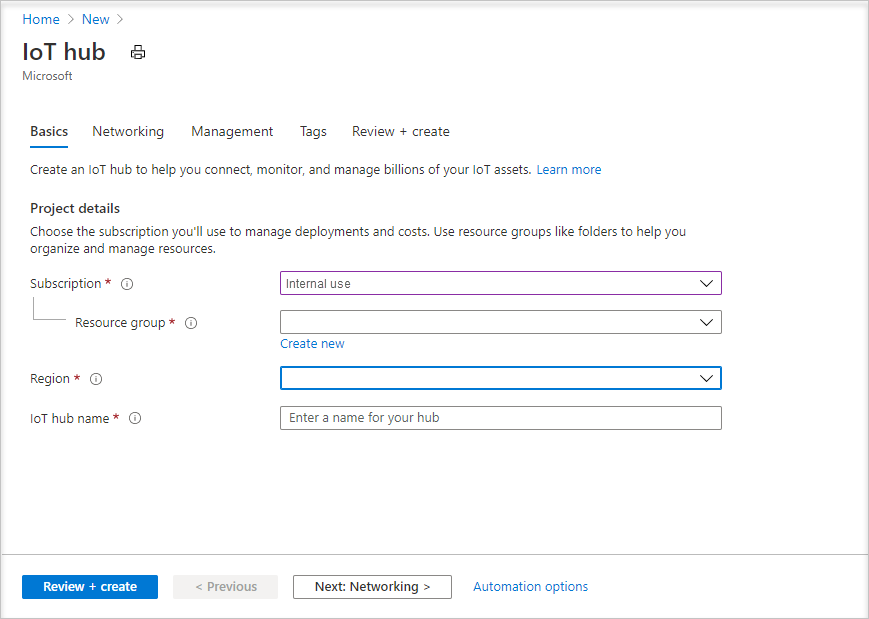 Home > New >
IoT hub
Microsoft
Basics Networking Management Tags Review + create
Create an IoT hub to help you connect, monitor, and manage billions of your IoT assets. Learn more
Project details
Choose the subscription you'll use to manage deployments and costs. Use resource groups like folders to help you
organize and manage resources.
Subscription * Internal use
Resource group *
Create new
Region *
IoT hub name * Enter a name for your hub
Review + create < Previous Next: Networking > Automation options